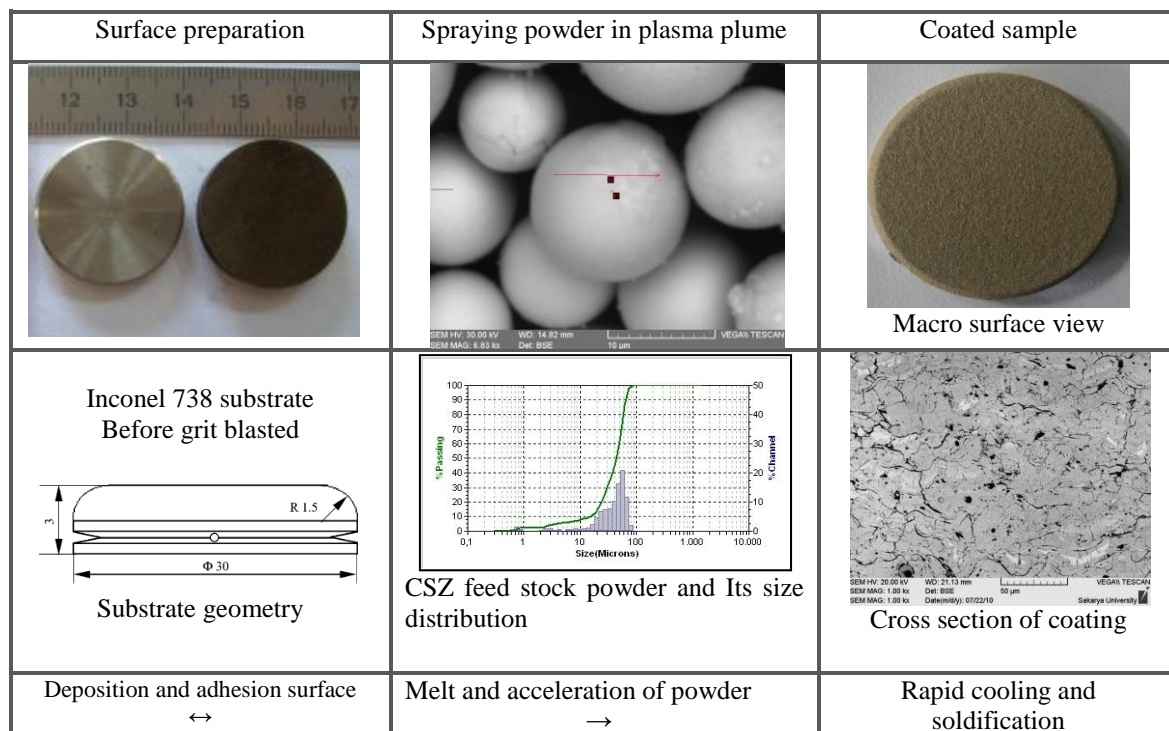 Surface preparation
Spraying powder in plasma plume
Coated sample
12 13 14 15 16 17
SEM HV: 30.00 kV WD: 14.82 mm VEGA\\ TESCAN
SEM MAG: 6.83 kx Det: BSE 10 µm
Macro surface view
Inconel 738 substrate
Before grit blasted
3
R 1.5
Φ 30
Substrate geometry
%Passing
100
90
80
70
60
50
40
30
20
10
0
50
40
30
20
10
0
%Channel
0,1 1 10 100 1.000 10.000
Size(Microns)
CSZ feed stock powder and Its size
distribution
SEM HV: 20.00 kV WD: 21.13 mm VEGA\\ TESCAN
SEM MAG: 1.00 kx Det: BSE 50 µm
SEM MAG: 1.00 kx Date(m/d/y): 07/22/10 Sakarya University
Cross section of coating
Deposition and adhesion surface
↔
Melt and acceleration of powder
→
Rapid cooling and
soldification